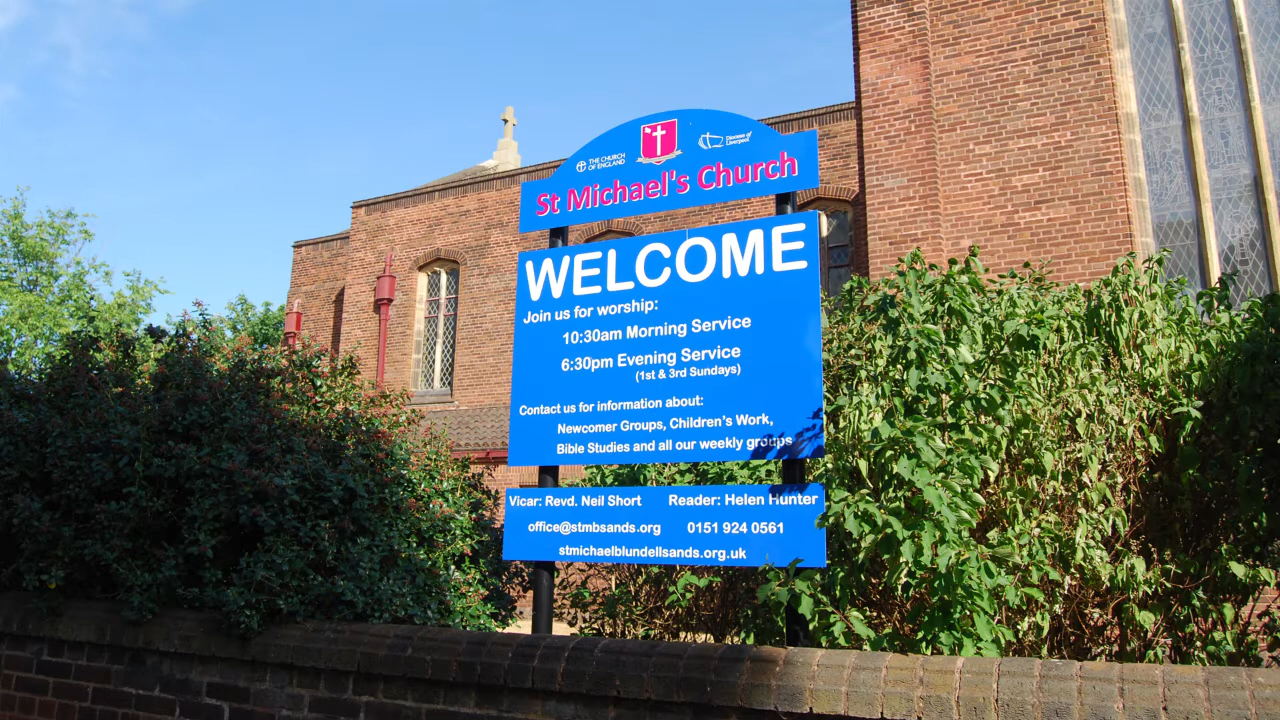 THE CHURCH
OF ENGLAND
Diocese of
Liverpool
St Michael's Church
WELCOME
Join us for worship:
10:30am Morning Service
6:30pm Evening Service
(1st & 3rd Sundays)
Contact us for information about:
Newcomer Groups, Children's Work,
Bible Studies and all our weekly groups
Vicar: Revd. Neil Short Reader: Helen Hunter
office@stmbsands.org 0151 924 0561
stmichaelblundellsands.org.uk